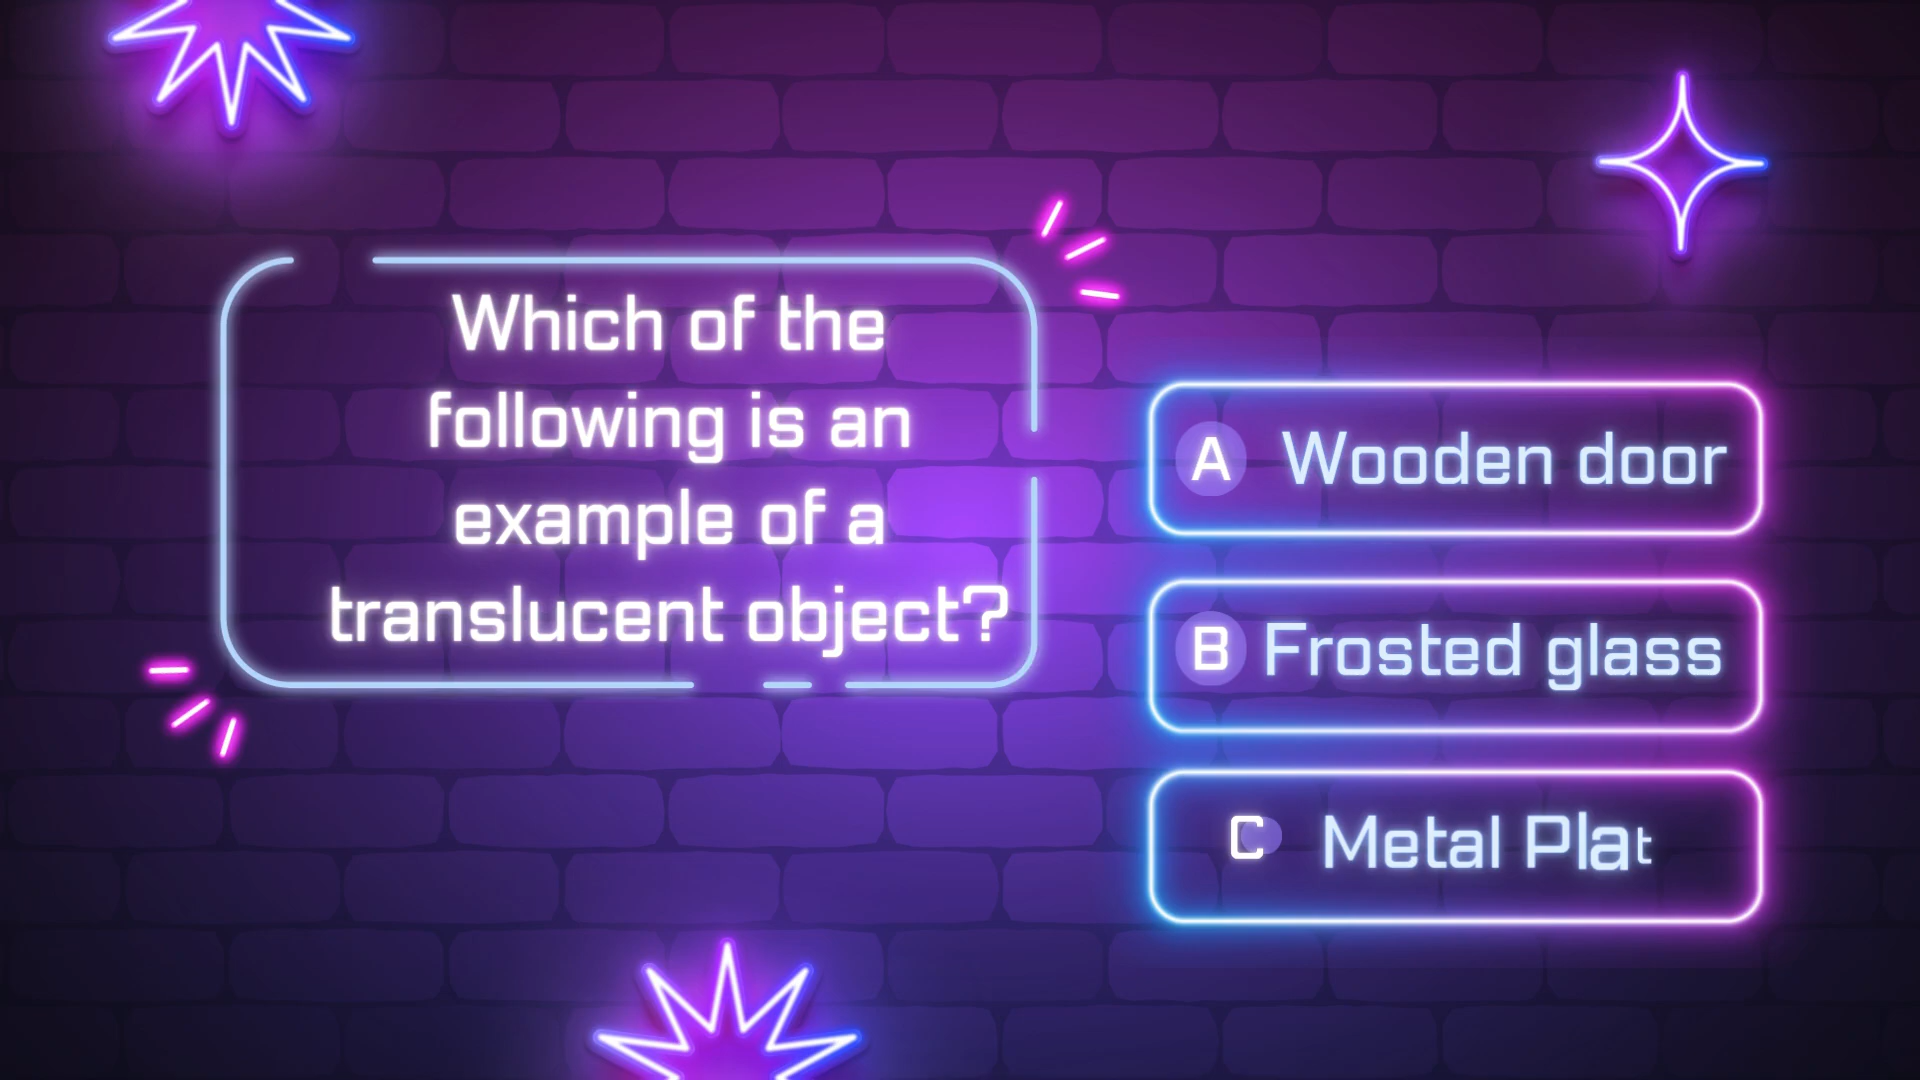 Which of the
following is an
example of a
translucent object?
A Wooden door
B Frosted glass
C Metal Plat